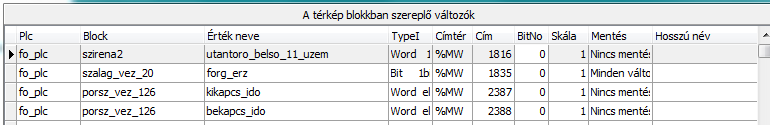 A térkép blokkban szereplő változók
Plc Block Érték neve TypeI Címtér Cím BitNo Skála Mentés Hosszú név
fo_plc szirena2 utantoro_belso_11_uzem Word 1 %MW 1816 0 1 Nincs mentés
fo_plc szalag_vez_20 forg_erz Bit 1b %MW 1835 0 1 Minden válto
fo_plc porsz_vez_126 kikapcs_ido Word el %MW 2387 0 1 Nincs mentés
fo_plc porsz_vez_126 bekapcs_ido Word el %MW 2388 0 1 Nincs mentés